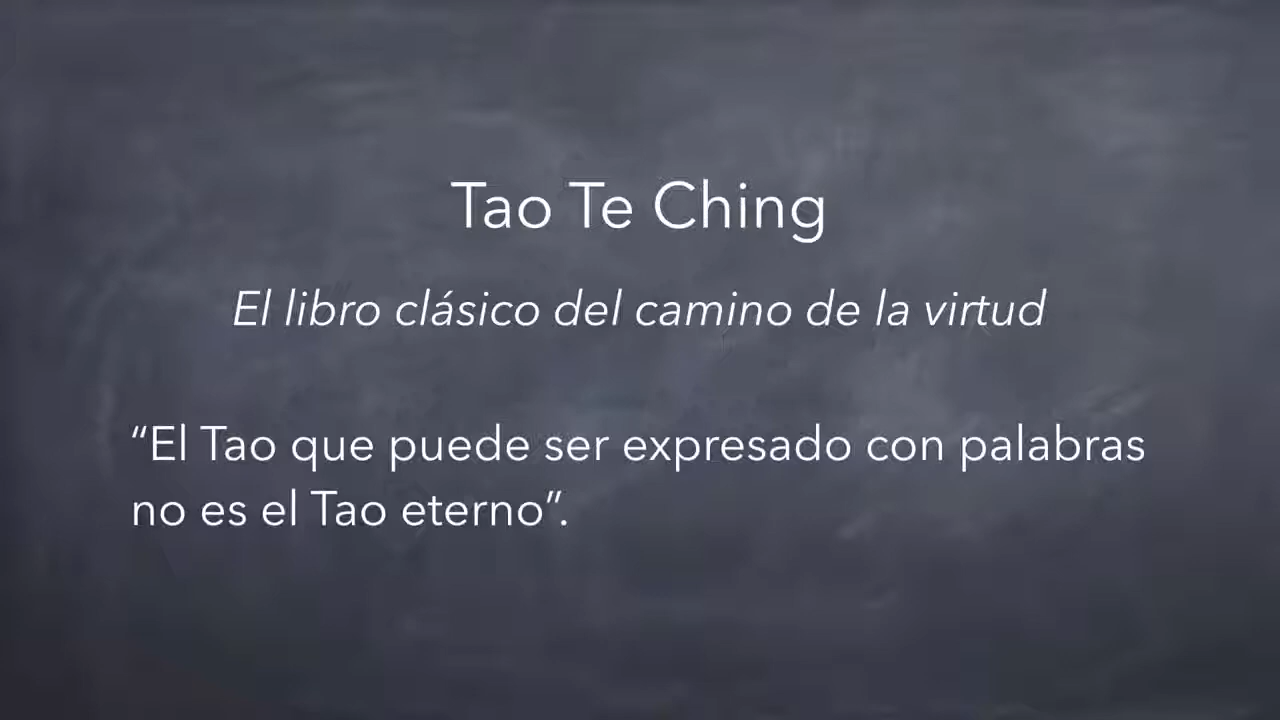 Tao Te Ching
El libro clásico del camino de la virtud
“El Tao que puede ser expresado con palabras
no es el Tao eterno”.